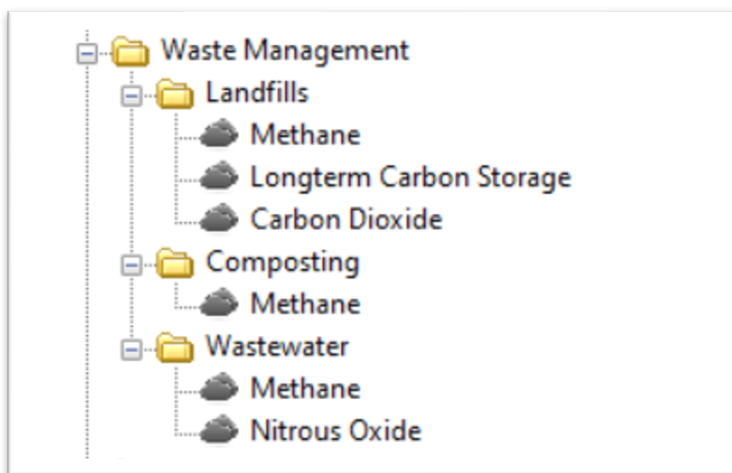 Waste Management
Landfills
Methane
Longterm Carbon Storage
Carbon Dioxide
Composting
Methane
Wastewater
Methane
Nitrous Oxide